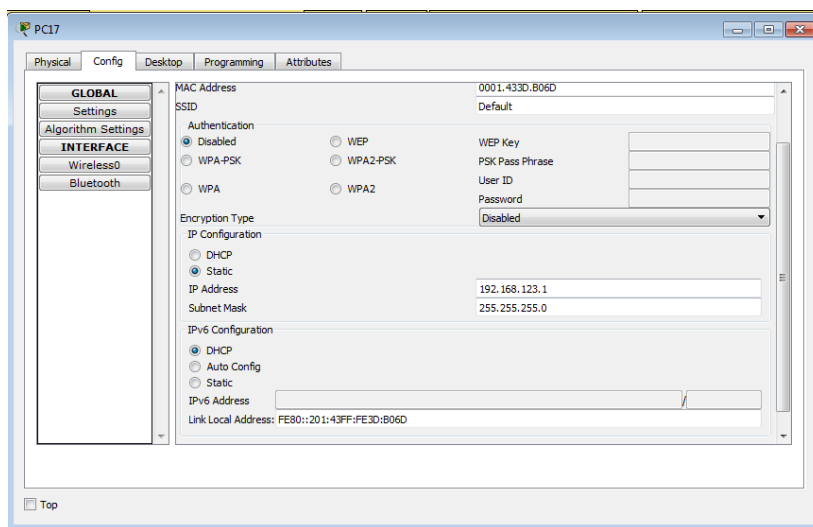 PC17
Physical Config Desktop Programming Attributes
GLOBAL
Settings
Algorithm Settings
INTERFACE
Wireless0
Bluetooth
MAC Address 0001.433D.B06D
SSID Default
Authentication
Disabled WEP WEP Key
WPA-PSK WPA2-PSK PSK Pass Phrase
User ID
WPA WPA2
Password
Encryption Type Disabled
IP Configuration
DHCP
Static
IP Address 192.168.123.1
Subnet Mask 255.255.255.0
IPv6 Configuration
DHCP
Auto Config
Static
IPv6 Address /
Link Local Address: FE80::201:43FF:FE3D:B06D
Top